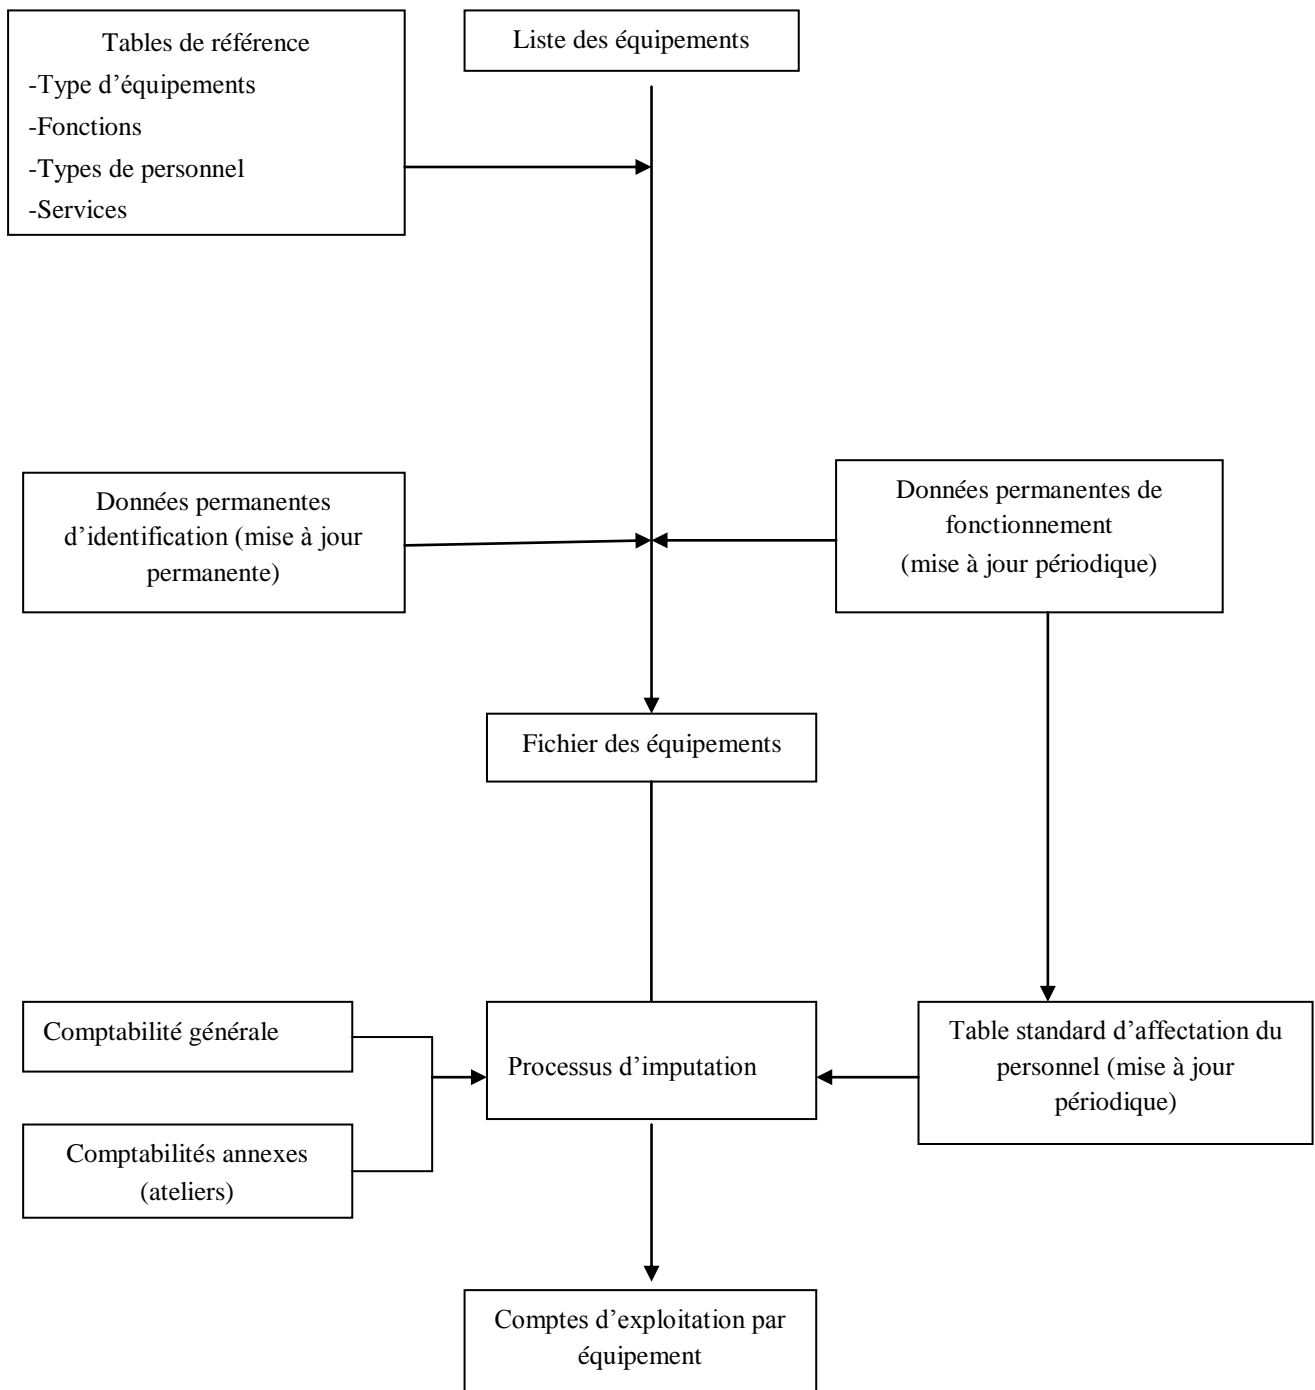 Tables de référence
-Type d’équipements
-Fonctions
-Types de personnel
-Services
Liste des équipements
Données permanentes
d’identification (mise à jour
permanente)
Données permanentes de
fonctionnement
(mise à jour périodique)
Fichier des équipements
Comptabilité générale
Processus d’imputation
Table standard d’affectation du
personnel (mise à jour
périodique)
Comptabilités annexes
(ateliers)
Comptes d’exploitation par
équipement